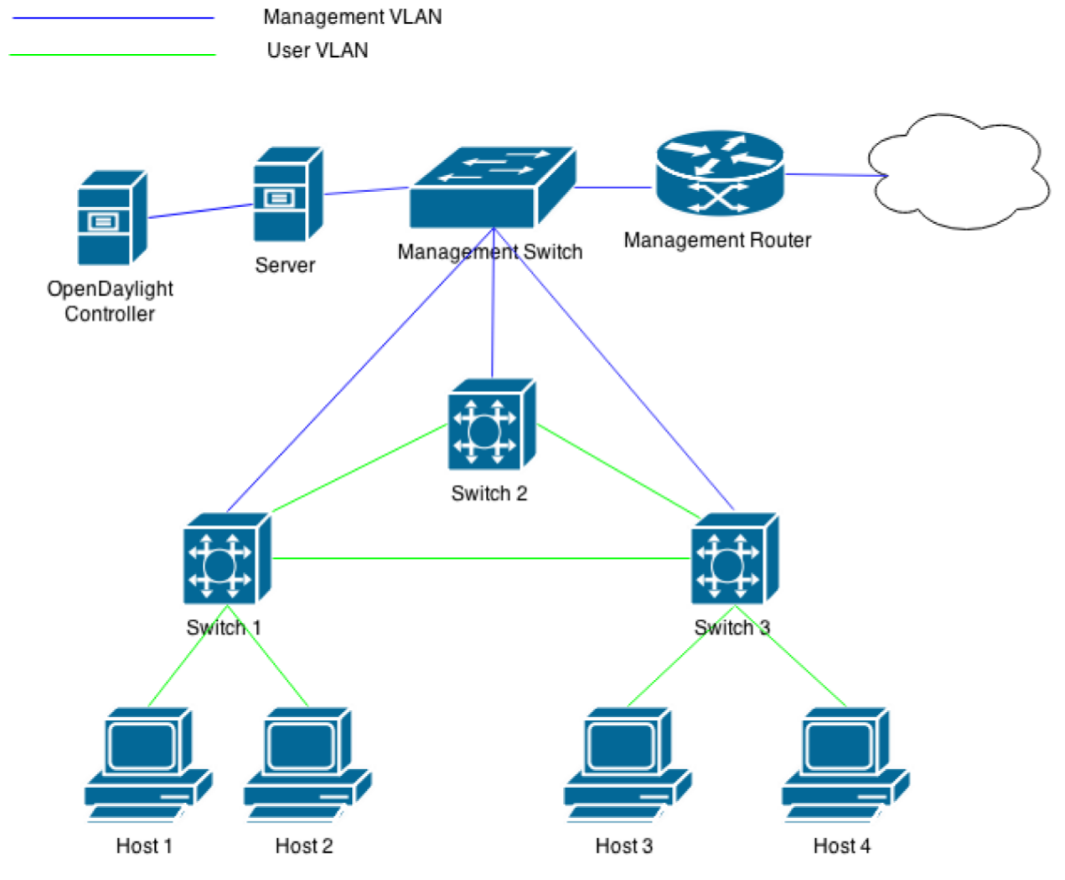 Management VLAN
User VLAN
OpenDaylight
Controller
Server
Management Switch
Management Router
Switch 2
Switch 1
Switch 3
Host 1
Host 2
Host 3
Host 4